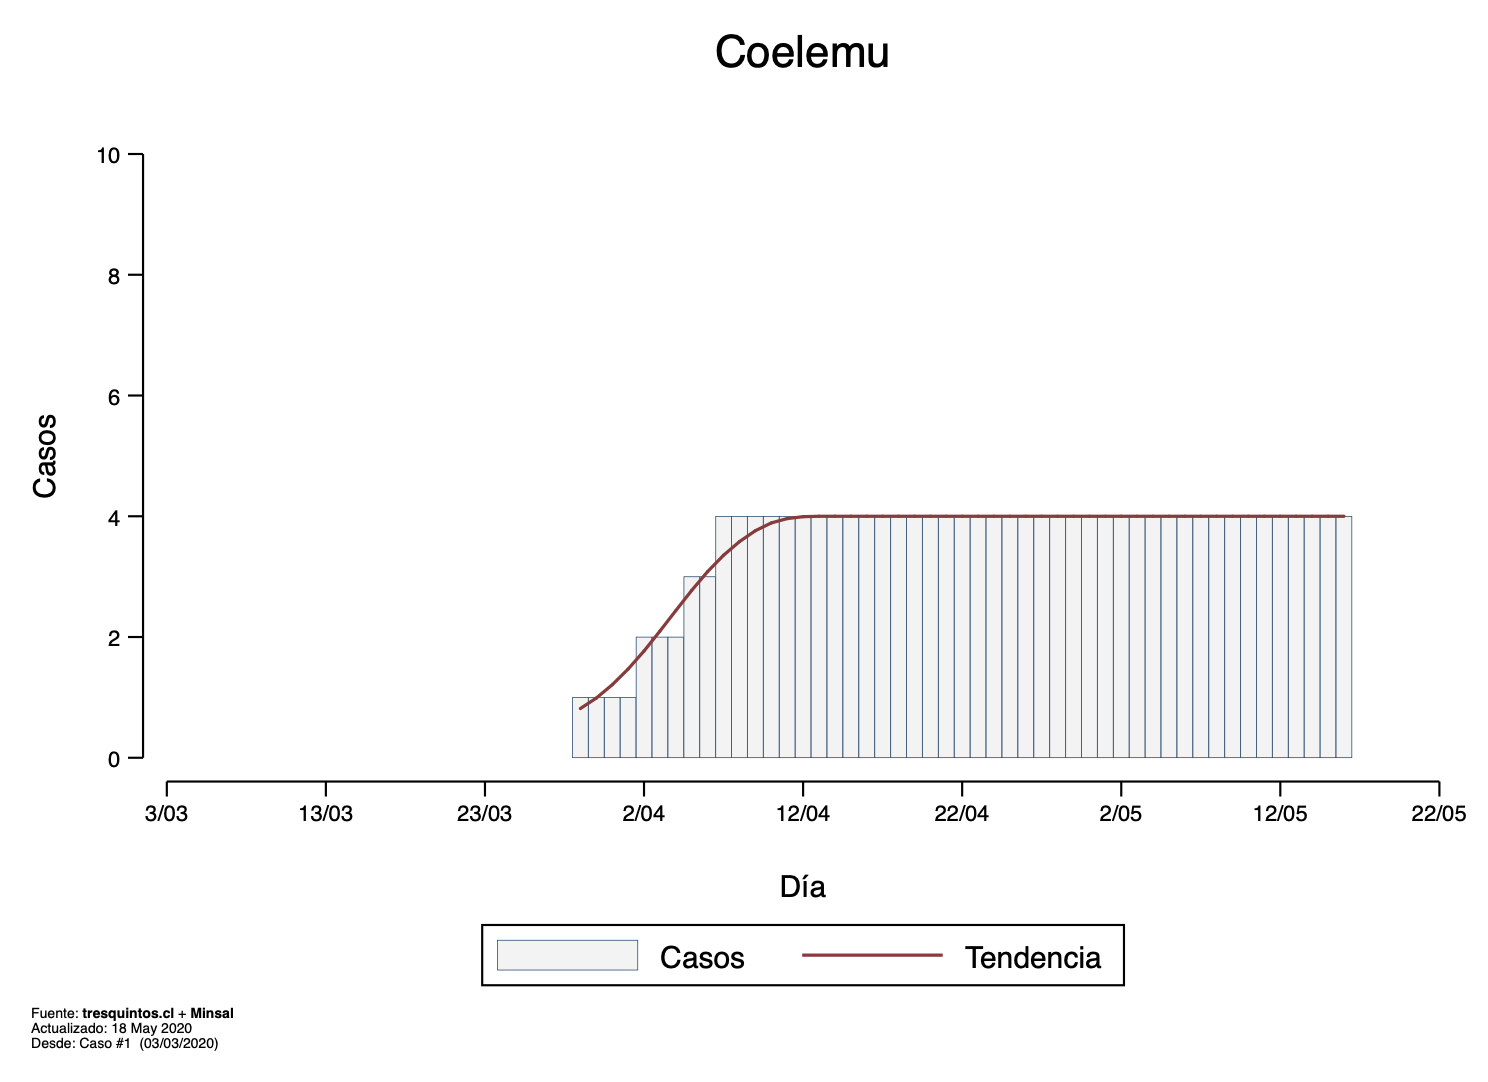 Coelemu
10
8
6
4
2
0
Casos
3/03 13/03 23/03 2/04 12/04 22/04 2/05 12/05 22/05
Día
Casos Tendencia
Fuente: tresquintos.cl + Minsal
Actualizado: 18 May 2020
Desde: Caso #1 (03/03/2020)